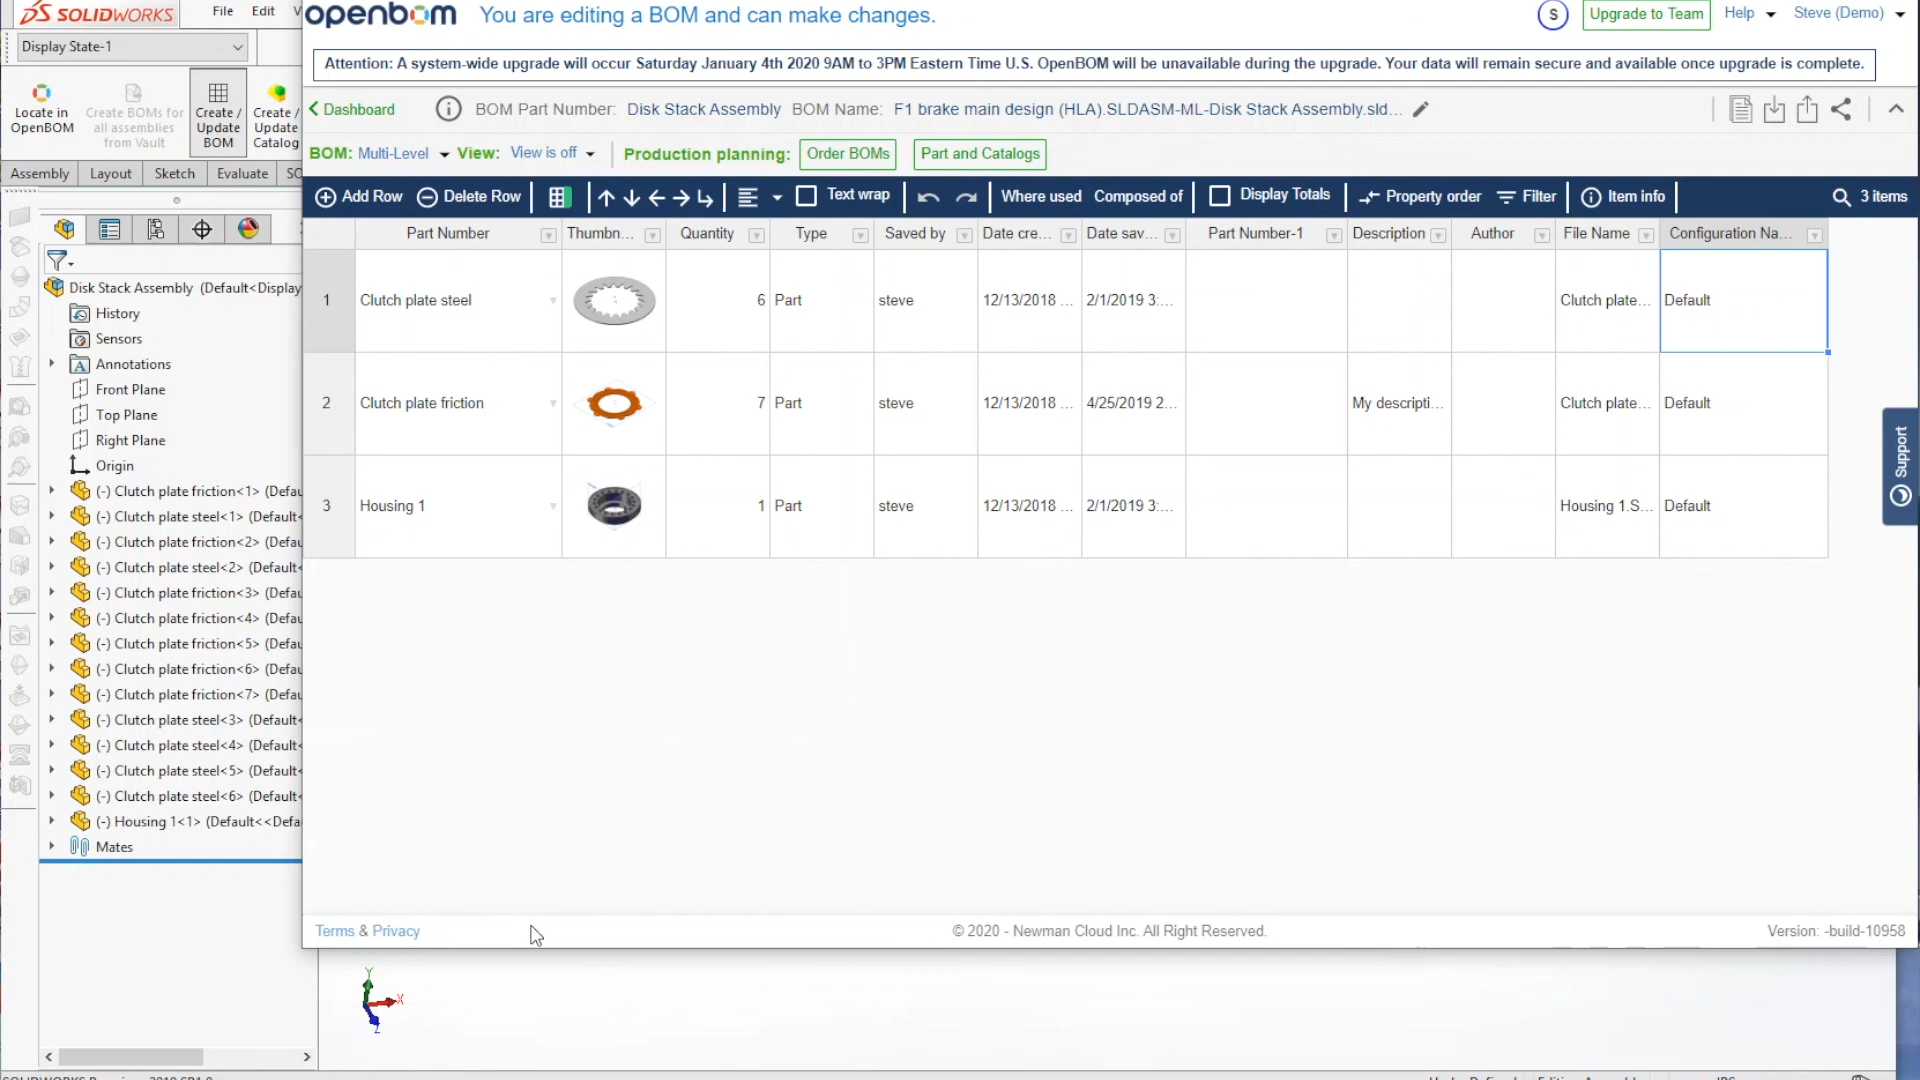 SOLIDWORKS
File Edit V
openbom
You are editing a BOM and can make changes.
S
Upgrade to Team
Help
Steve (Demo)
Display State-1
Attention: A system-wide upgrade will occur Saturday January 4th 2020 9AM to 3PM Eastern Time U.S. OpenBOM will be unavailable during the upgrade. Your data will remain secure and available once upgrade is complete.
Locate in OpenBOM
Create BOMs for all assemblies from Vault
Create / Update BOM
Create / Update Catalog
Dashboard
BOM Part Number: Disk Stack Assembly BOM Name: F1 brake main design (HLA).SLDASM-ML-Disk Stack Assembly.sld...
BOM: Multi-Level View: View is off Production planning: Order BOMs Part and Catalogs
Assembly Layout Sketch Evaluate SO
Add Row Delete Row Text wrap Where used Composed of Display Totals Property order Filter Item info 3 items
Part Number Thumbn... Quantity Type Saved by Date cre... Date sav... Part Number-1 Description Author File Name Configuration Na...
1 Clutch plate steel 6 Part steve 12/13/2018 ... 2/1/2019 3:... Clutch plate... Default
2 Clutch plate friction 7 Part steve 12/13/2018 ... 4/25/2019 2... My descripti... Clutch plate... Default
3 Housing 1 1 Part steve 12/13/2018 ... 2/1/2019 3:... Housing 1.S... Default
Disk Stack Assembly (Default<Display
History
Sensors
Annotations
Front Plane
Top Plane
Right Plane
Origin
(-) Clutch plate friction<1> (Defau
(-) Clutch plate steel<1> (Default<
(-) Clutch plate friction<2> (Defau
(-) Clutch plate steel<2> (Default<
(-) Clutch plate friction<3> (Defau
(-) Clutch plate friction<4> (Defau
(-) Clutch plate friction<5> (Defau
(-) Clutch plate friction<6> (Defau
(-) Clutch plate friction<7> (Defau
(-) Clutch plate steel<3> (Default<
(-) Clutch plate steel<4> (Default<
(-) Clutch plate steel<5> (Default<
(-) Clutch plate steel<6> (Default<
(-) Housing 1<1> (Default<<Defa
Mates
Support
Terms & Privacy
© 2020 - Newman Cloud Inc. All Right Reserved.
Version: -build-10958
Y
X
Z